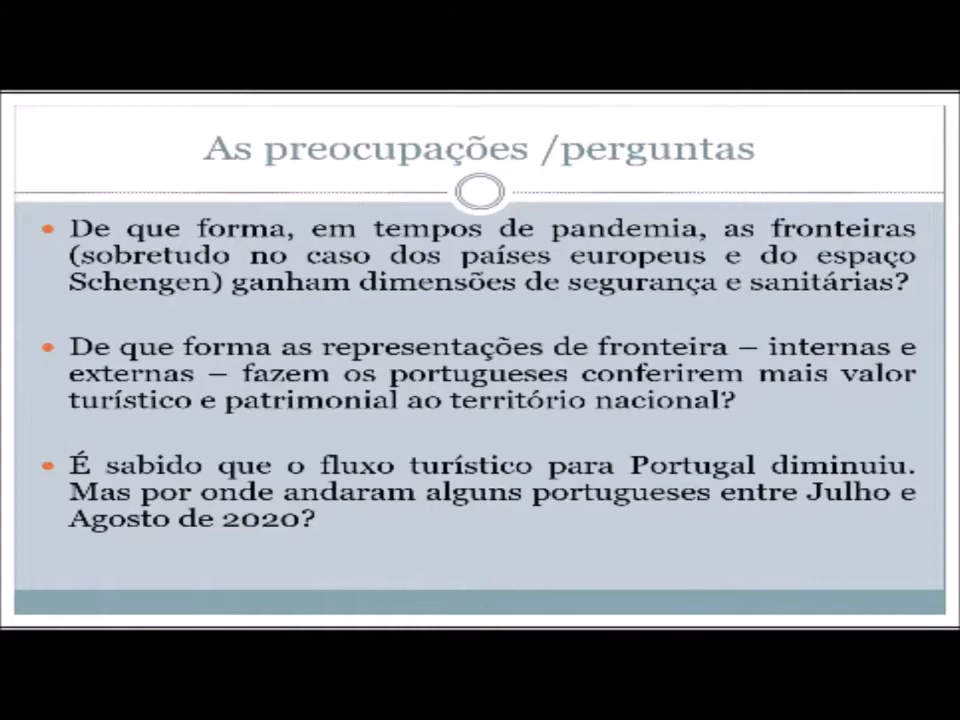 As preocupações /perguntas
De que forma, em tempos de pandemia, as fronteiras
(sobretudo no caso dos países europeus e do espaço
Schengen) ganham dimensões de segurança e sanitárias?
De que forma as representações de fronteira – internas e
externas – fazem os portugueses conferirem mais valor
turístico e patrimonial ao território nacional?
É sabido que o fluxo turístico para Portugal diminuiu.
Mas por onde andaram alguns portugueses entre Julho e
Agosto de 2020?